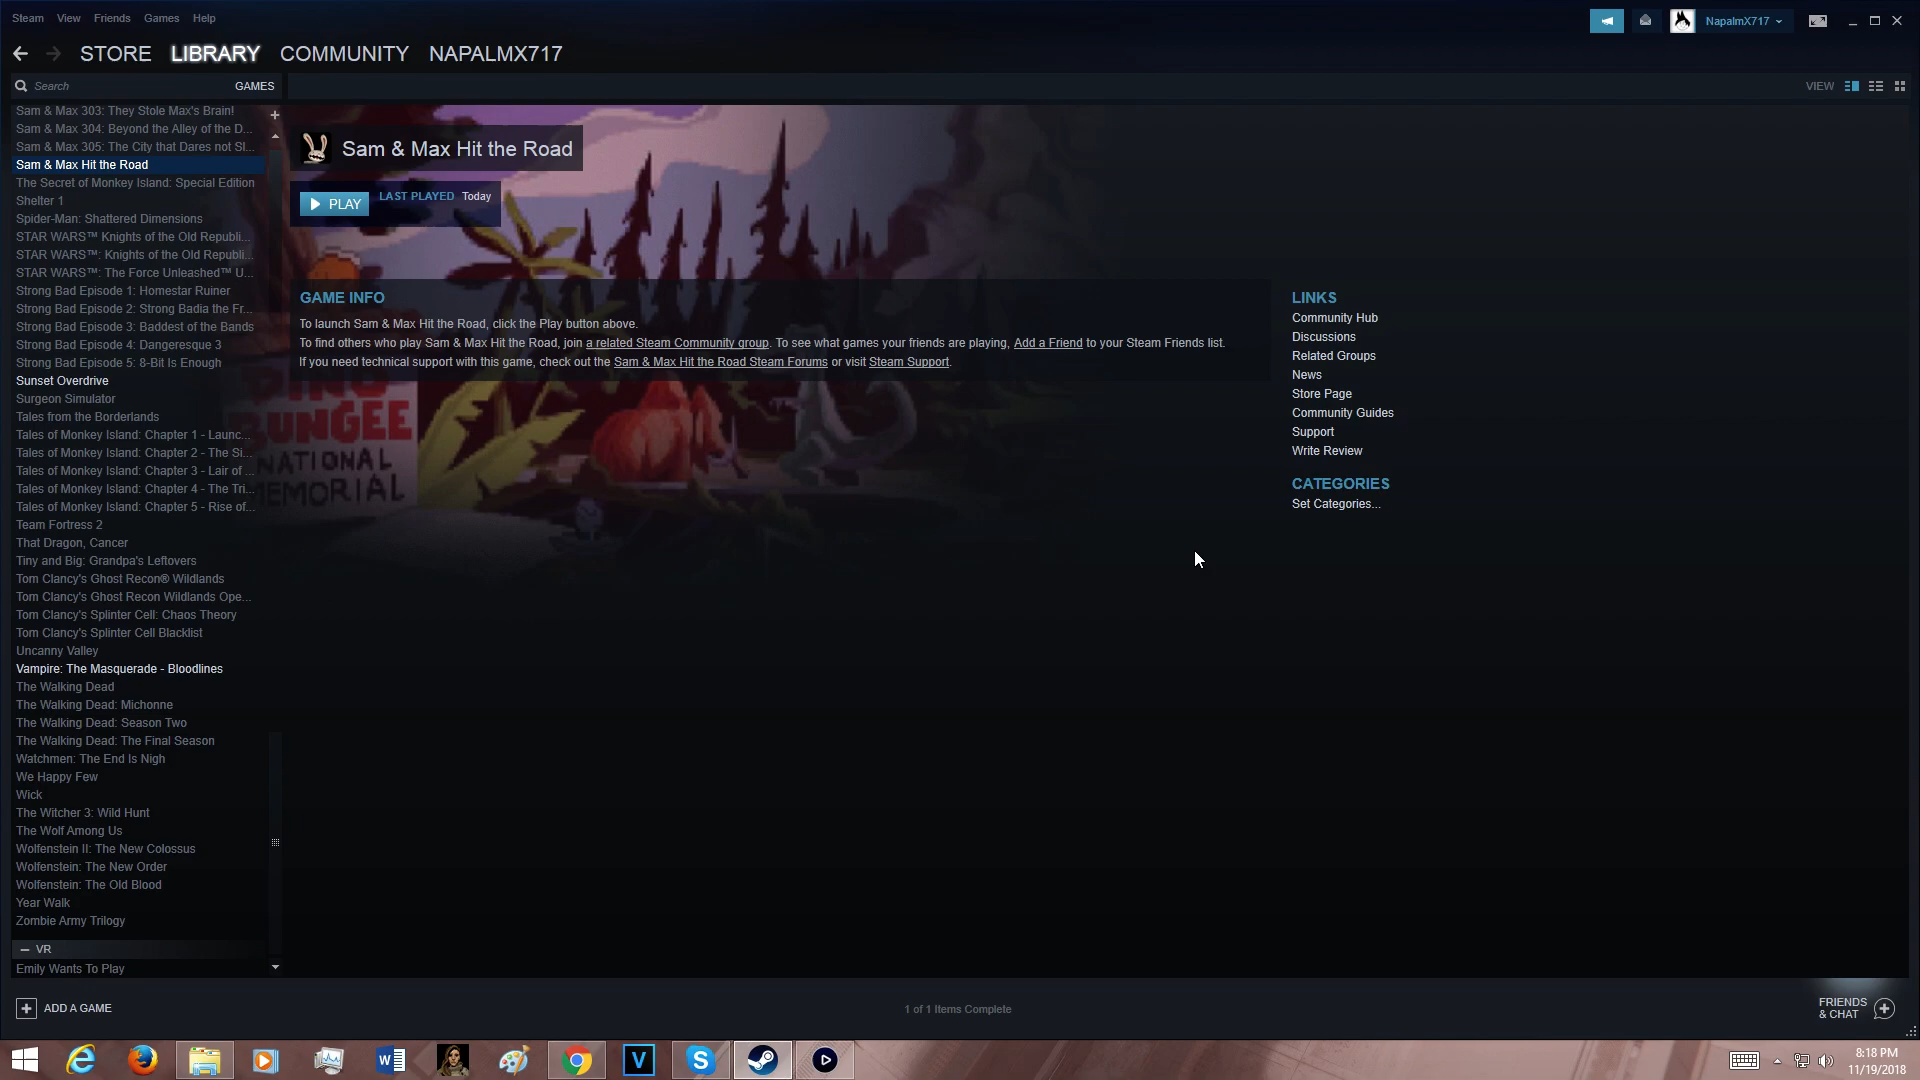 Steam View Friends Games Help
NapalmX717
STORE LIBRARY COMMUNITY NAPALMX717
Search GAMES
VIEW
Sam & Max 303: They Stole Max's Brain!
Sam & Max 304: Beyond the Alley of the D...
Sam & Max 305: The City that Dares not Sl...
Sam & Max Hit the Road
The Secret of Monkey Island: Special Edition
Shelter 1
Spider-Man: Shattered Dimensions
STAR WARS™ Knights of the Old Republi...
STAR WARS™: Knights of the Old Republi...
STAR WARS™: The Force Unleashed™ U...
Strong Bad Episode 1: Homestar Ruiner
Strong Bad Episode 2: Strong Badia the Fr...
Strong Bad Episode 3: Baddest of the Bands
Strong Bad Episode 4: Dangeresque 3
Strong Bad Episode 5: 8-Bit Is Enough
Sunset Overdrive
Surgeon Simulator
Tales from the Borderlands
Tales of Monkey Island: Chapter 1 - Launc...
Tales of Monkey Island: Chapter 2 - The Si...
Tales of Monkey Island: Chapter 3 - Lair of ...
Tales of Monkey Island: Chapter 4 - The Tri...
Tales of Monkey Island: Chapter 5 - Rise of...
Team Fortress 2
That Dragon, Cancer
Tiny and Big: Grandpa's Leftovers
Tom Clancy's Ghost Recon® Wildlands
Tom Clancy's Ghost Recon Wildlands Ope...
Tom Clancy's Splinter Cell: Chaos Theory
Tom Clancy's Splinter Cell Blacklist
Uncanny Valley
Vampire: The Masquerade - Bloodlines
The Walking Dead
The Walking Dead: Michonne
The Walking Dead: Season Two
The Walking Dead: The Final Season
Watchmen: The End Is Nigh
We Happy Few
Wick
The Witcher 3: Wild Hunt
The Wolf Among Us
Wolfenstein II: The New Colossus
Wolfenstein: The New Order
Wolfenstein: The Old Blood
Year Walk
Zombie Army Trilogy
VR
Emily Wants To Play
Sam & Max Hit the Road
PLAY LAST PLAYED Today
GAME INFO
To launch Sam & Max Hit the Road, click the Play button above.
To find others who play Sam & Max Hit the Road, join a related Steam Community group. To see what games your friends are playing, Add a Friend to your Steam Friends list.
If you need technical support with this game, check out the Sam & Max Hit the Road Steam Forums or visit Steam Support.
BUNGEE
NATIONAL
MEMORIAL
LINKS
Community Hub
Discussions
Related Groups
News
Store Page
Community Guides
Support
Write Review
CATEGORIES
Set Categories...
ADD A GAME
1 of 1 Items Complete
FRIENDS
& CHAT
8:18 PM
11/19/2018